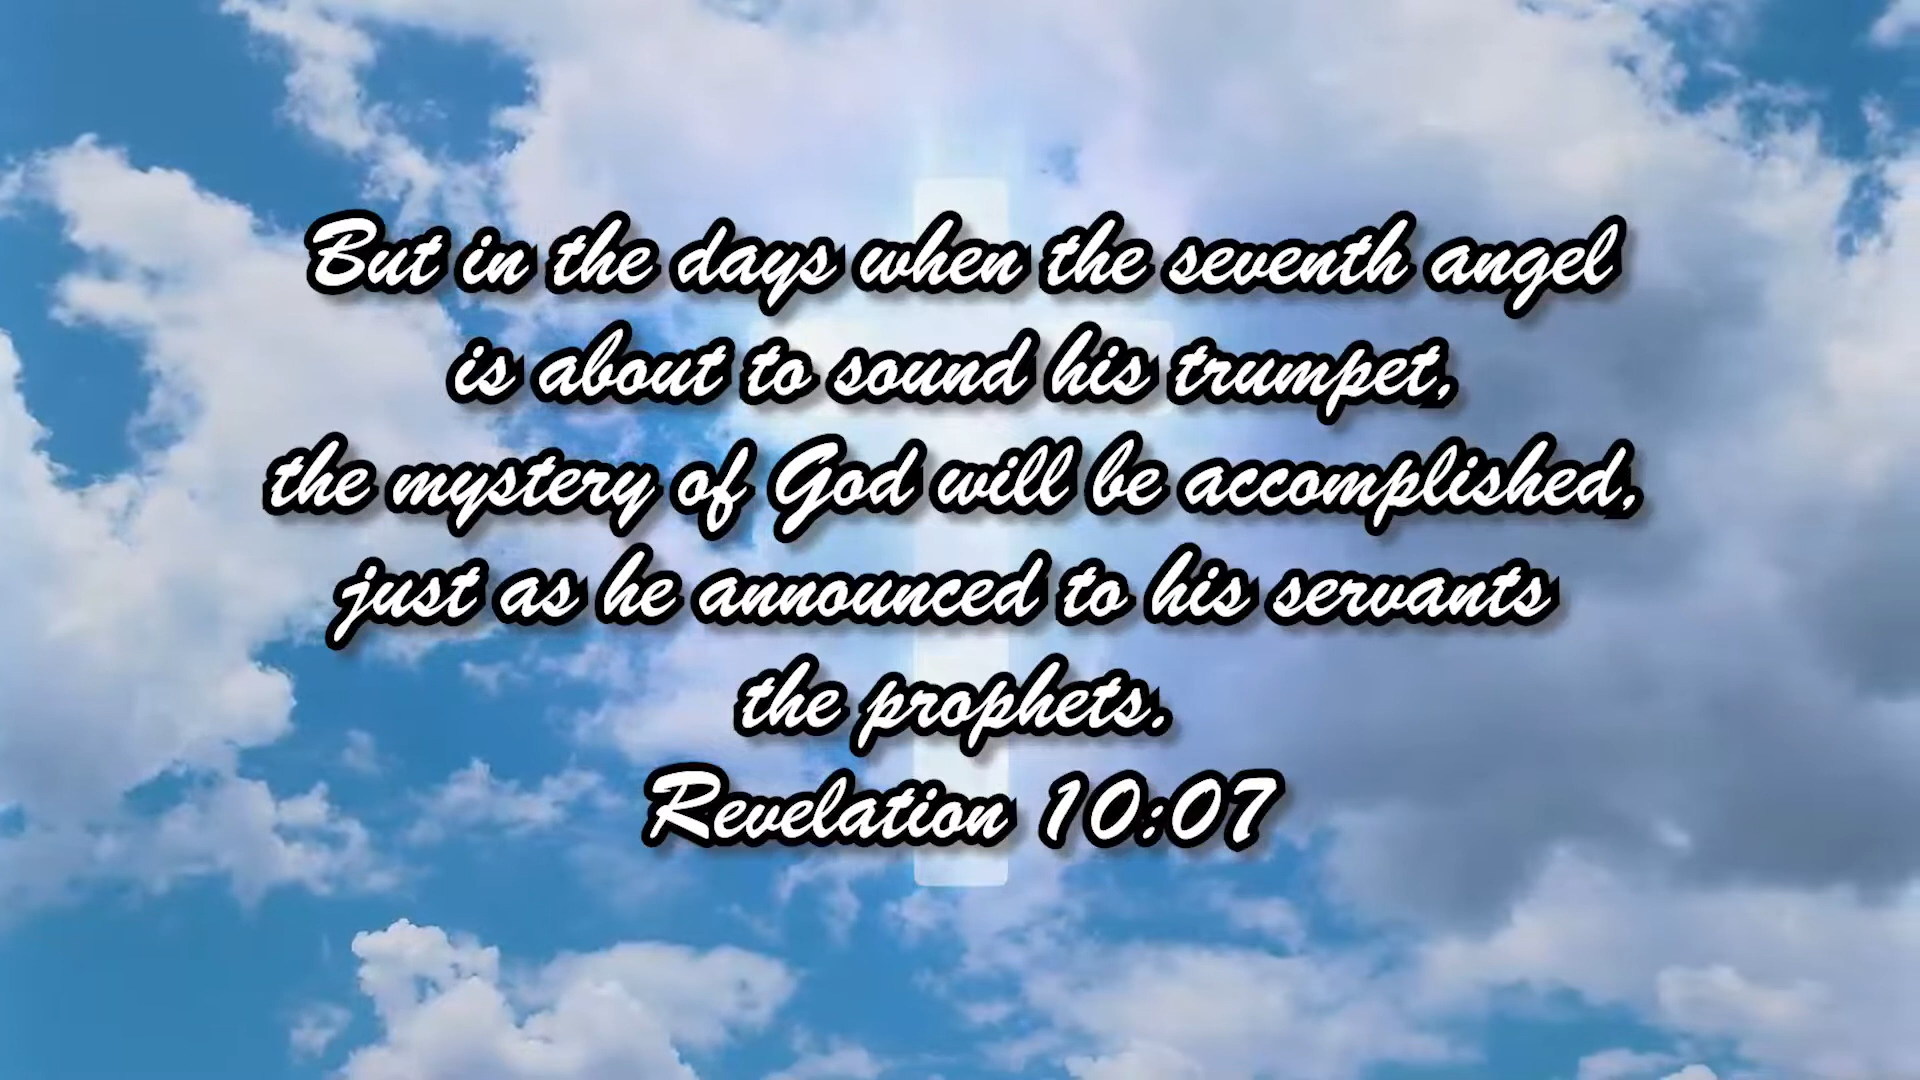 But in the days when the seventh angel
is about to sound his trumpet,
the mystery of God will be accomplished,
just as he announced to his servants
the prophets.
Revelation 10:07